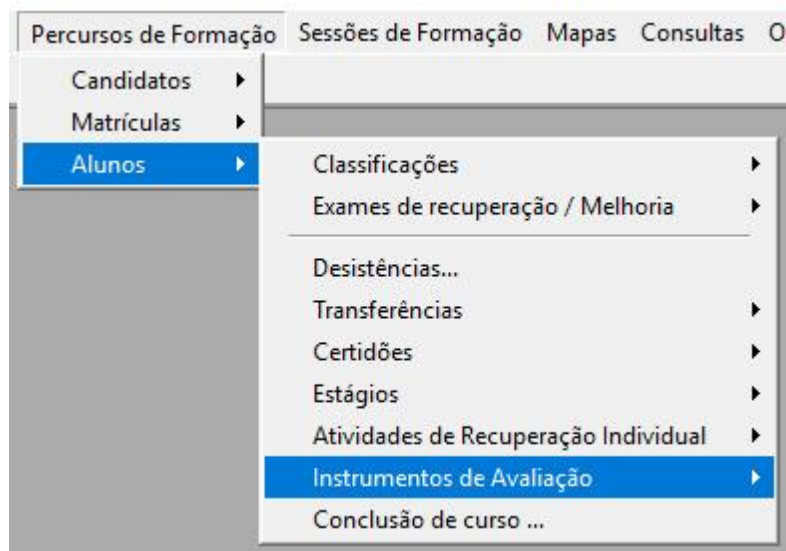 Percursos de Formação Sessões de Formação Mapas Consultas O
Candidatos
Matrículas
Alunos
Classificações
Exames de recuperação / Melhoria
Desistências...
Transferências
Certidões
Estágios
Atividades de Recuperação Individual
Instrumentos de Avaliação
Conclusão de curso ...